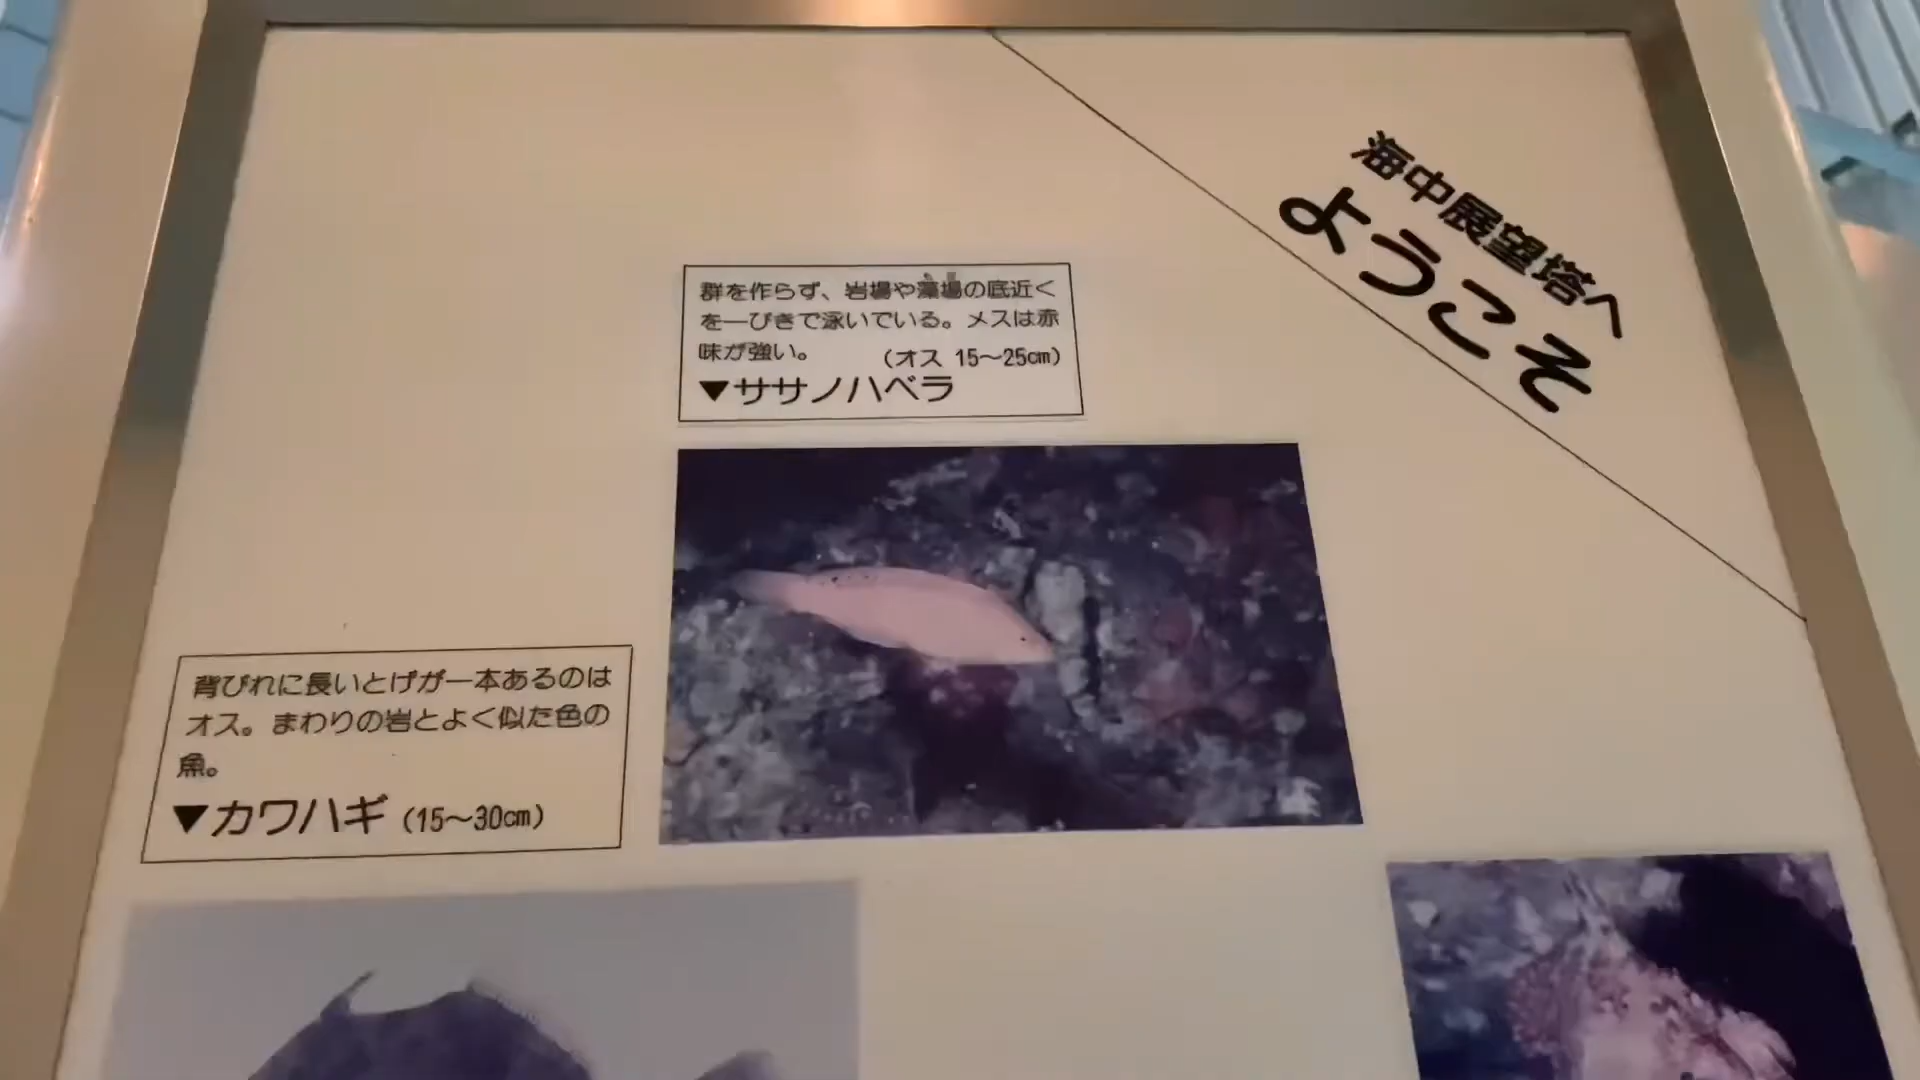 海中展望塔へ
ようこそ
群を作らず、岩場や藻場の底近く
を一ぴきで泳いでいる。メスは赤
味が強い。 (オス 15〜25㎝)
▼ササノハベラ
背びれに長いとげが一本あるのは
オス。まわりの岩とよく似た色の
魚。
▼カワハギ (15〜30㎝)